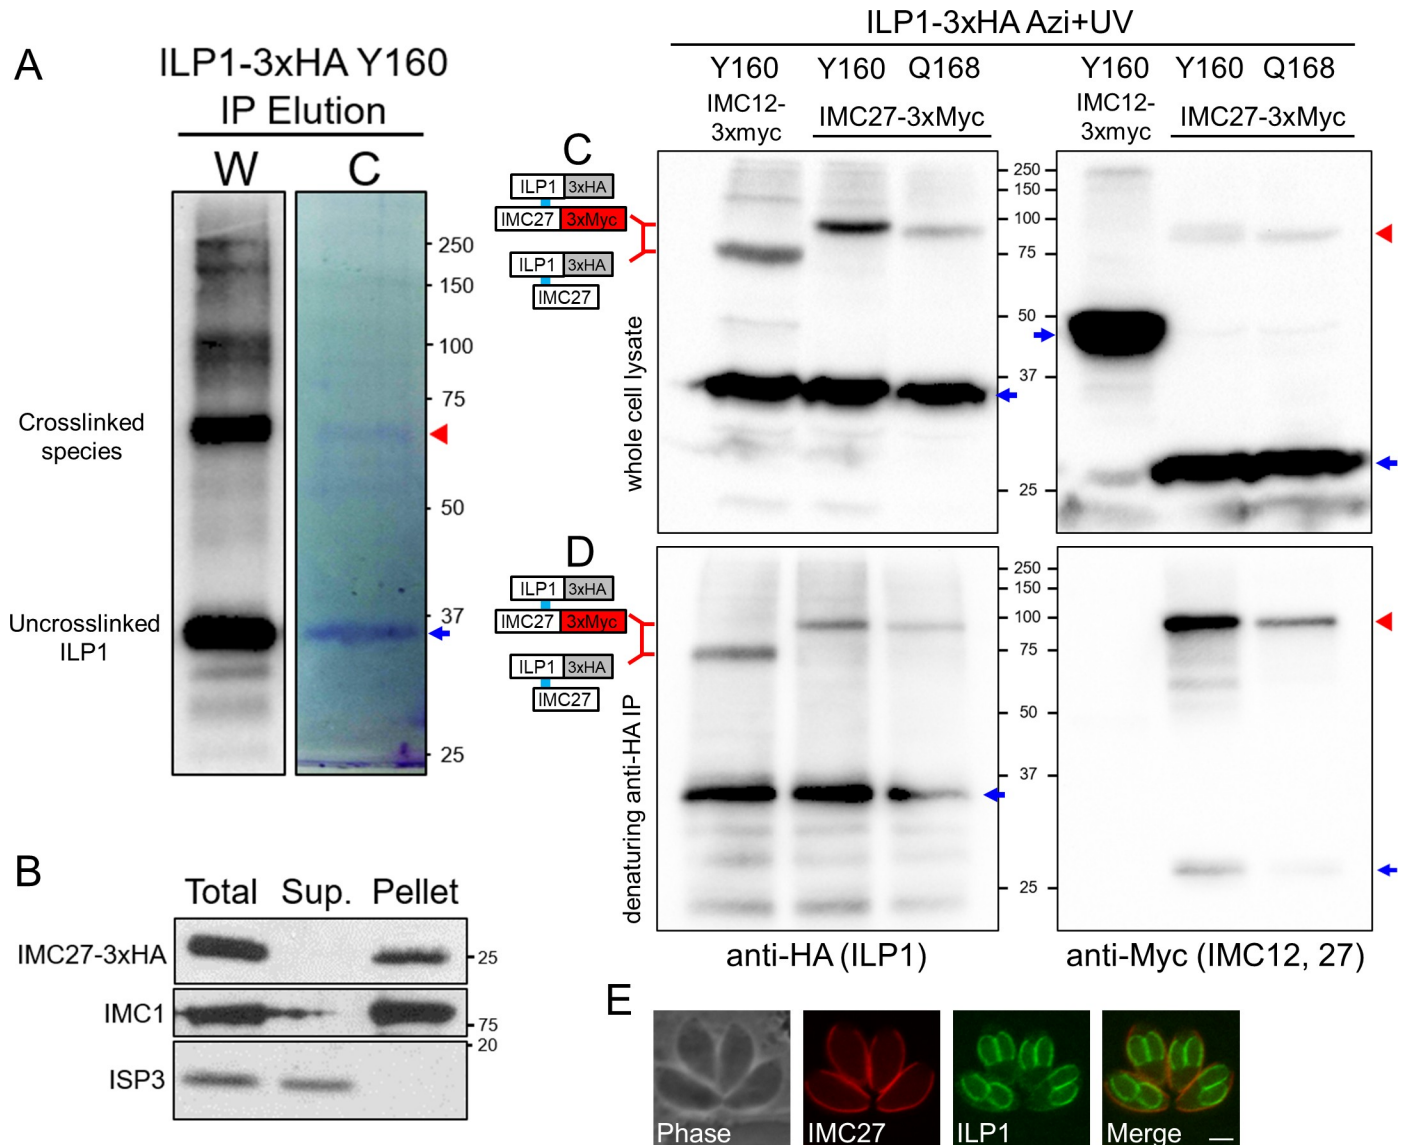 A
ILP1-3xHA Y160
IP Elution
W C
250
150
100
75
50
37
25
Crosslinked
species
Uncrosslinked
ILP1
B
Total Sup. Pellet
IMC27-3xHA
25
IMC1
75
20
ISP3
ILP1-3xHA Azi+UV
Y160 Y160 Q168
IMC12-
3xmyc
IMC27-3xMyc
Y160 Y160 Q168
IMC12-
3xmyc
IMC27-3xMyc
C
ILP1 3xHA
IMC27 3xMyc
ILP1 3xHA
IMC27
whole cell lysate
250
150
100
75
50
37
25
D
ILP1 3xHA
IMC27 3xMyc
ILP1 3xHA
IMC27
denaturing anti-HA IP
250
150
100
75
50
37
25
anti-HA (ILP1)
anti-Myc (IMC12, 27)
E
Phase
IMC27
ILP1
Merge